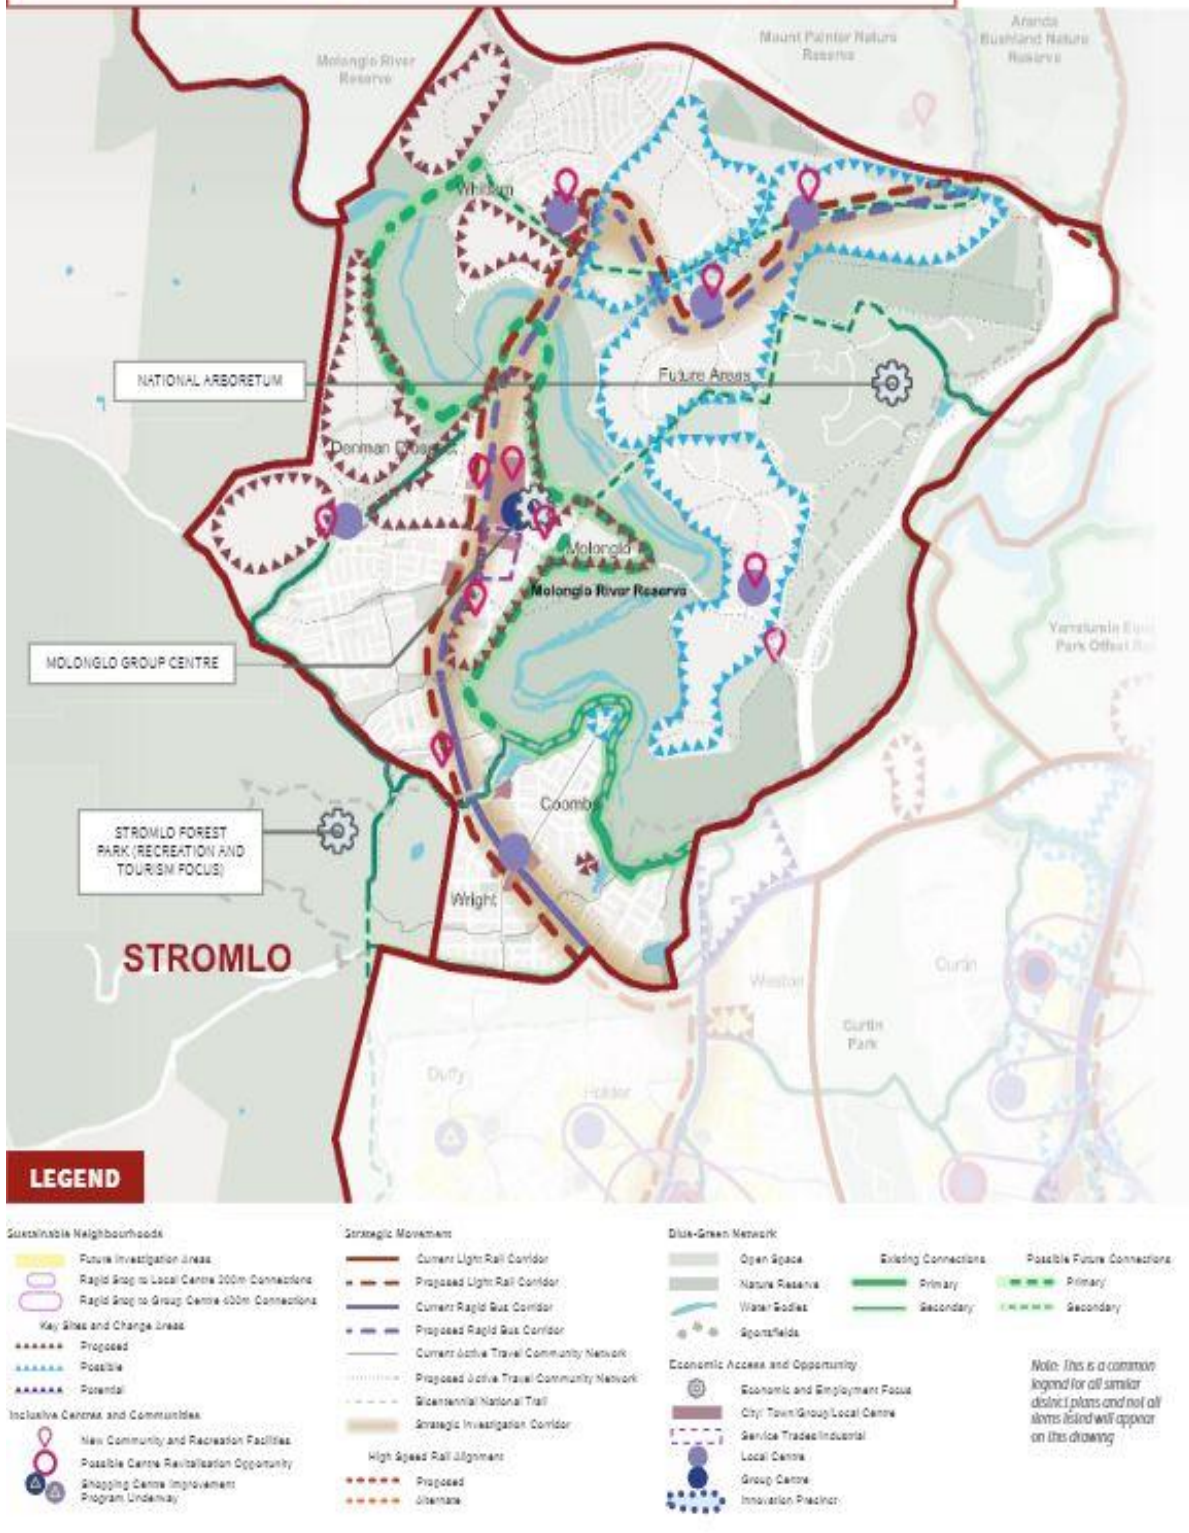 Molonglo River
Reserve
Mount Painter Nature
Reserve
Aranda
Bushland Nature
Reserve
Whitlam
NATIONAL ARBORETUM
Future Areas
Denman
Molonglo
Molonglo River Reserve
MOLONGLO GROUP CENTRE
Park
STROMLO FOREST
PARK (RECREATION AND
TOURISM FOCUS)
Coombs
Wright
STROMLO
Weston
Curtin
Curtin
Park
Duffy
Holder
LEGEND
Sustainable Neighbourhoods
Future Investigation Areas
Rapid Stop to Local Centre 200m Connections
Rapid Stop to Group Centre 400m Connections
Key Sites and Change Areas
Proposed
Possible
Potential
Inclusive Centres and Communities
New Community and Recreation Facilities
Possible Centre Revitalisation Opportunity
Shopping Centre Improvement
Program Underway
Strategic Movement
Current Light Rail Corridor
Proposed Light Rail Corridor
Current Rapid Bus Corridor
Proposed Rapid Bus Corridor
Current Active Travel Community Network
Proposed Active Travel Community Network
Bicentennial National Trail
Strategic Investigation Corridor
High Speed Rail Alignment
Proposed
Alternate
Blue-Green Network
Open Space
Nature Reserve
Water Bodies
Sportsfields
Existing Connections
Primary
Secondary
Possible Future Connections
Primary
Secondary
Economic Access and Opportunity
Economic and Employment Focus
City/ Town/Group/Local Centre
Service Trades/Industrial
Local Centre
Group Centre
Innovation Precinct
Note: This is a common
legend for all similar
district plans and not all
items listed will appear
on this drawing